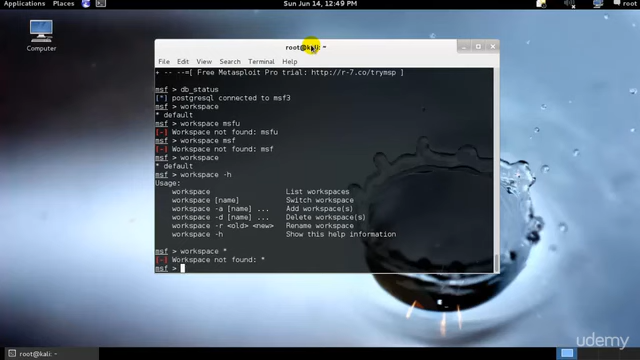 Applications Places Sun Jun 14, 12:49 PM root
Computer
root@kali: ~
File Edit View Search Terminal Help
+ -- --=[ Free Metasploit Pro trial: http://r-7.co/trymsp ]
msf > db_status
[*] postgresql connected to msf3
msf > workspace
* default
msf > workspace msfu
[-] Workspace not found: msfu
msf > workspace msf
[-] Workspace not found: msf
msf > workspace
* default
msf > workspace -h
Usage:
workspace List workspaces
workspace [name] Switch workspace
workspace -a [name] ... Add workspace(s)
workspace -d [name] ... Delete workspace(s)
workspace -r <old> <new> Rename workspace
workspace -h Show this help information
msf > workspace *
[-] Workspace not found: *
msf >
udemy
root@kali: ~